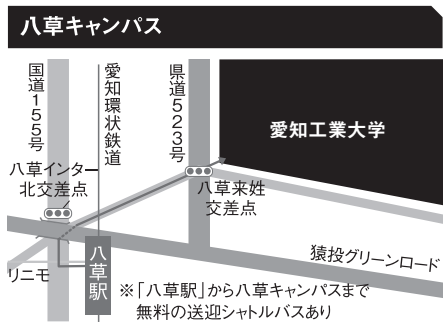 八草キャンパス
国道155号
愛知環状鉄道
県道523号
愛知工業大学
八草インター
北交差点
八草来姓
交差点
猿投グリーンロード
リニモ
八草駅
※「八草駅」から八草キャンパスまで
無料の送迎シャトルバスあり